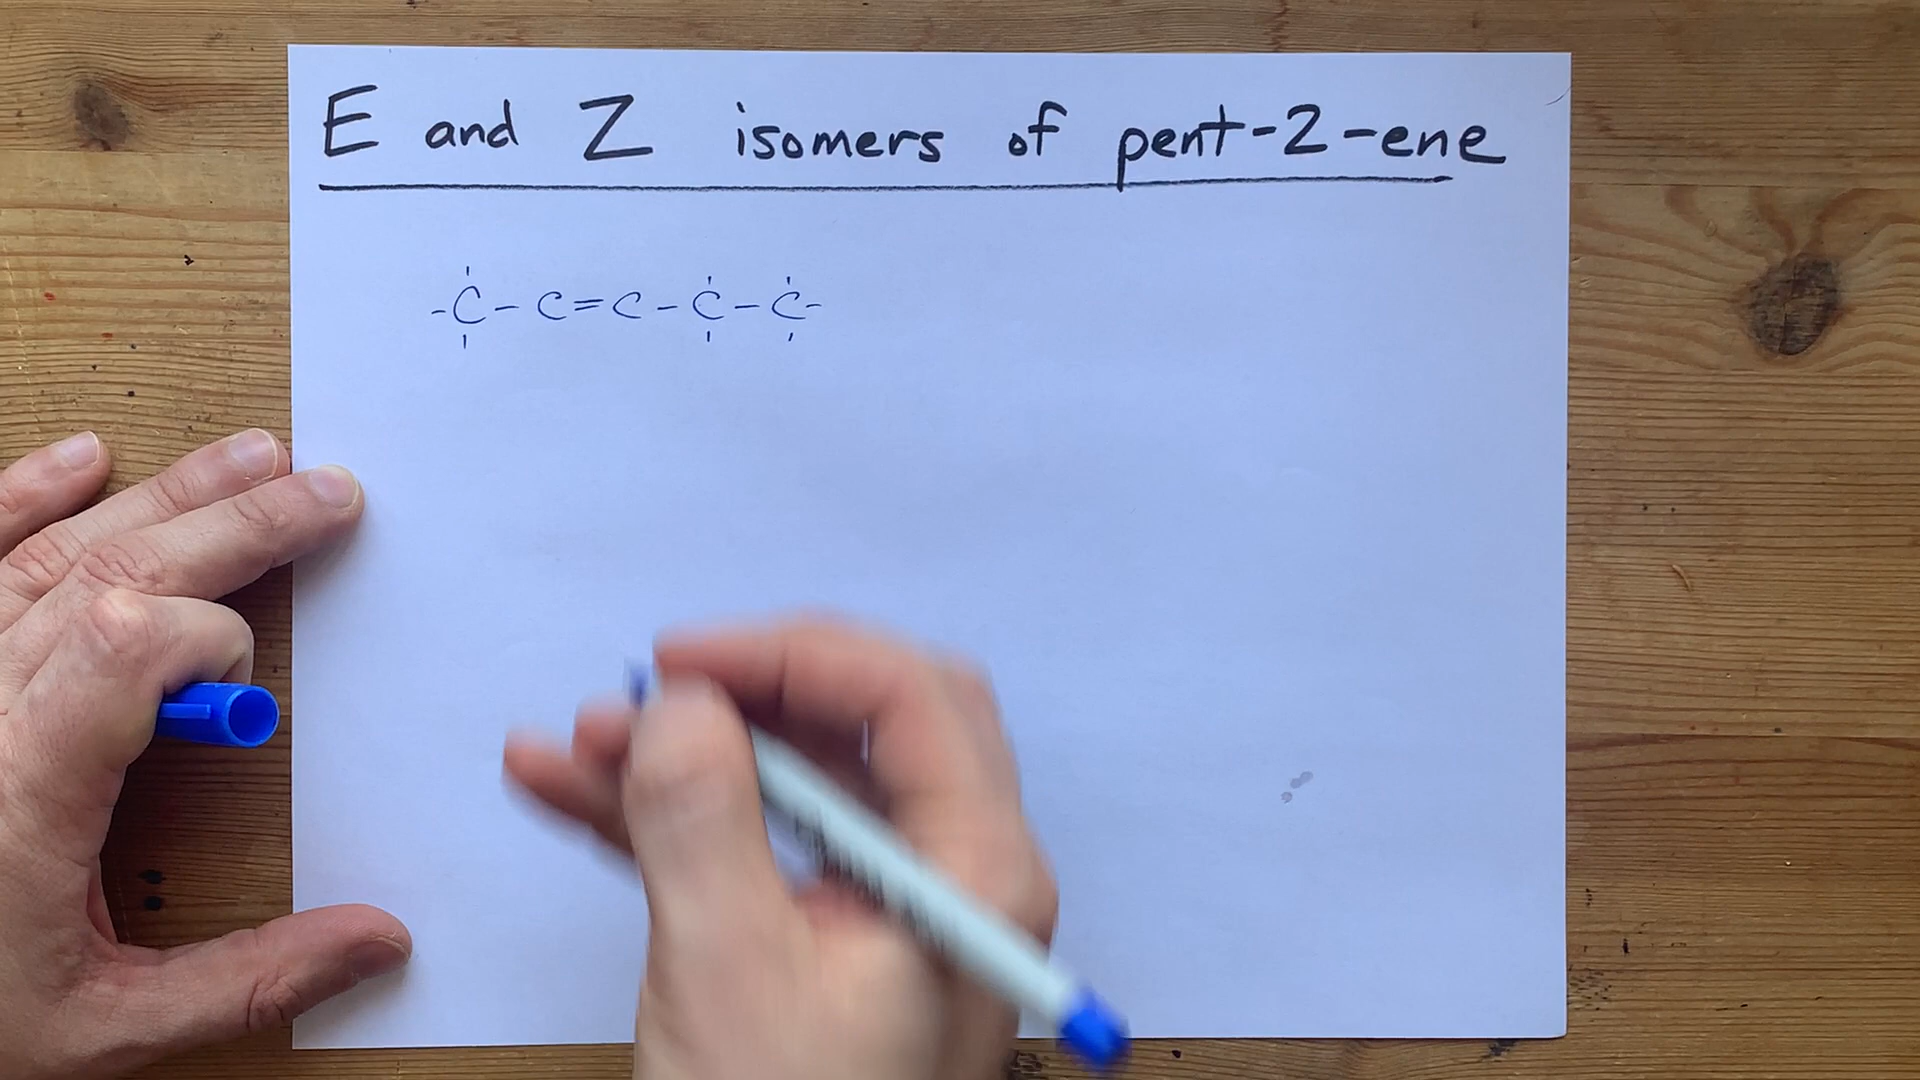 E and Z isomers of pent-2-ene
-C-C=C-C-C-